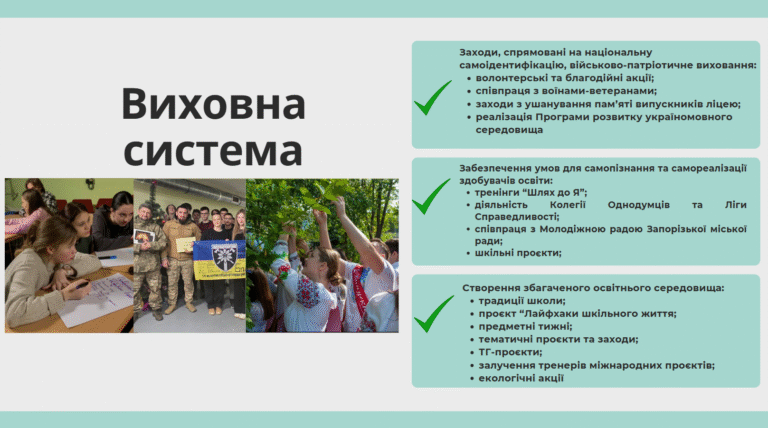 Виховна
система
Заходи, спрямовані на національну
самоідентифікацію, військово-патріотичне виховання:
• волонтерські та благодійні акції;
• співпраця з воїнами-ветеранами;
• заходи з ушанування пам’яті випускників ліцею;
• реалізація Програми розвитку україномовного
середовища
Забезпечення умов для самопізнання та самореалізації
здобувачів освіти:
• тренінги “Шлях до Я”;
• діяльність Колегії Однодумців та Ліги
Справедливості;
• співпраця з Молодіжною радою Запорізької міської
ради;
• шкільні проєкти;
Створення збагаченого освітнього середовища:
• традиції школи;
• проєкт “Лайфхаки шкільного життя;
• предметні тижні;
• тематичні проєкти та заходи;
• ТГ-проєкти;
• залучення тренерів міжнародних проєктів;
• екологічні акції